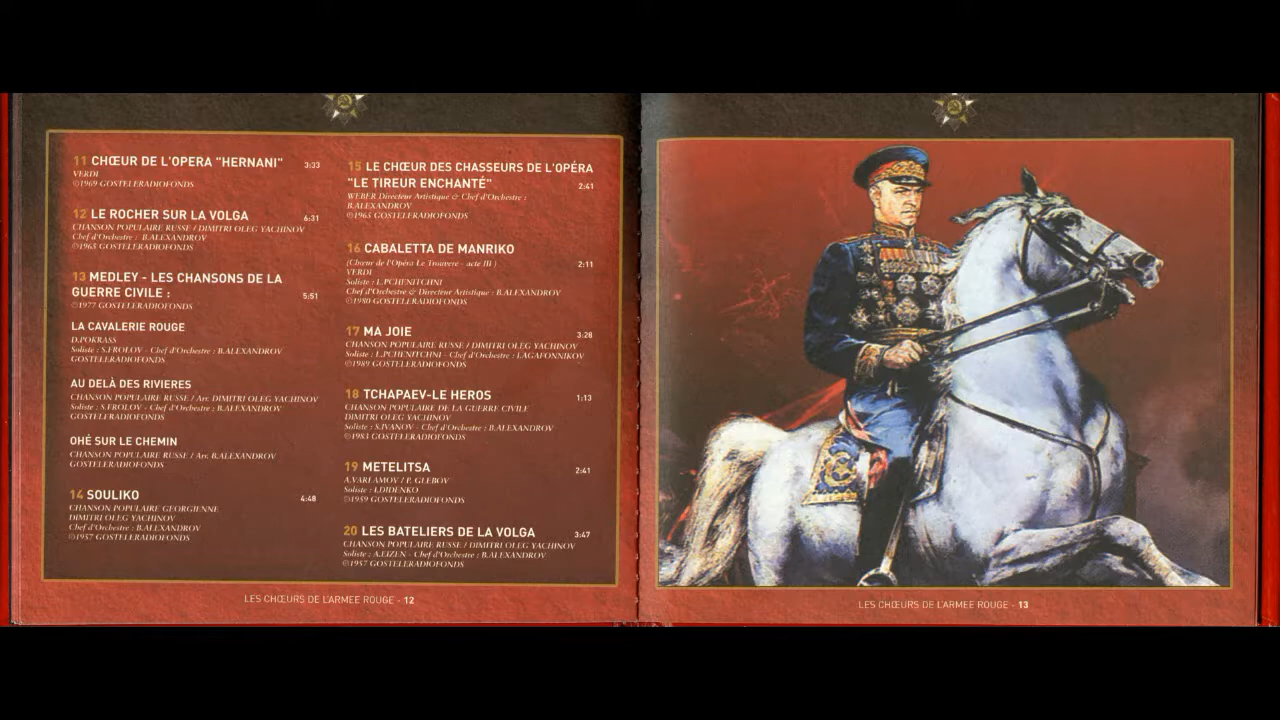 11 CHŒUR DE L'OPERA "HERNANI" 3:33
VERDI
℗1969 GOSTELERADIOFONDS
12 LE ROCHER SUR LA VOLGA 6:31
CHANSON POPULAIRE RUSSE / DIMITRI OLEG YACHINOV
Chef d'Orchestre : B.ALEXANDROV
℗1965 GOSTELERADIOFONDS
13 MEDLEY - LES CHANSONS DE LA
GUERRE CIVILE : 5:51
℗1977 GOSTELERADIOFONDS
LA CAVALERIE ROUGE
D.POKRASS
Soliste : S.FROLOV - Chef d'Orchestre : B.ALEXANDROV
GOSTELERADIOFONDS
AU DELÀ DES RIVIERES
CHANSON POPULAIRE RUSSE / Arr. DIMITRI OLEG YACHINOV
Soliste : S.FROLOV - Chef d'Orchestre : B.ALEXANDROV
GOSTELERADIOFONDS
OHÉ SUR LE CHEMIN
CHANSON POPULAIRE RUSSE / Arr. B.ALEXANDROV
GOSTELERADIOFONDS
14 SOULIKO 4:48
CHANSON POPULAIRE GEORGIENNE
DIMITRI OLEG YACHINOV
Chef d'Orchestre : B.ALEXANDROV
℗1957 GOSTELERADIOFONDS
15 LE CHŒUR DES CHASSEURS DE L'OPÉRA
"LE TIREUR ENCHANTÉ" 2:41
WEBER Directeur Artistique & Chef d'Orchestre :
B.ALEXANDROV
℗1965 GOSTELERADIOFONDS
16 CABALETTA DE MANRIKO
(Chœur de l'Opéra Le Trouvere - acte III ) 2:11
VERDI
Soliste : L.PCHENITCHNI
Chef d'Orchestre & Directeur Artistique : B.ALEXANDROV
℗1980 GOSTELERADIOFONDS
17 MA JOIE 3:28
CHANSON POPULAIRE RUSSE / DIMITRI OLEG YACHINOV
Soliste : L.PCHENITCHNI - Chef d'Orchestre : I.AGAFONNIKOV
℗1989 GOSTELERADIOFONDS
18 TCHAPAEV-LE HEROS 1:13
CHANSON POPULAIRE DE LA GUERRE CIVILE
DIMITRI OLEG YACHINOV
Soliste : S.IVANOV - Chef d'Orchestre : B.ALEXANDROV
℗1983 GOSTELERADIOFONDS
19 METELITSA 2:41
A.VARLAMOV / P. GLEBOV
Soliste : I.DIDENKO
℗1959 GOSTELERADIOFONDS
20 LES BATELIERS DE LA VOLGA 3:47
CHANSON POPULAIRE RUSSE / DIMITRI OLEG YACHINOV
Soliste : A.EIZEN - Chef d'Orchestre : B.ALEXANDROV
℗1957 GOSTELERADIOFONDS
LES CHŒURS DE L'ARMEE ROUGE - 12
LES CHŒURS DE L'ARMEE ROUGE - 13